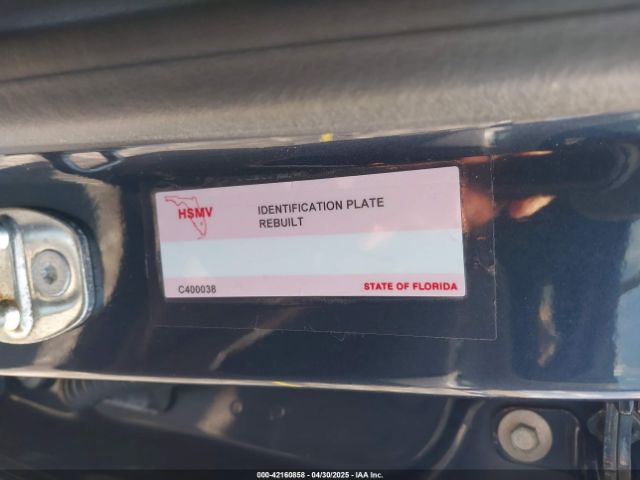 HSMV
IDENTIFICATION PLATE
REBUILT
C400038
STATE OF FLORIDA
000-42160858 - 04/30/2025 - IAA Inc.